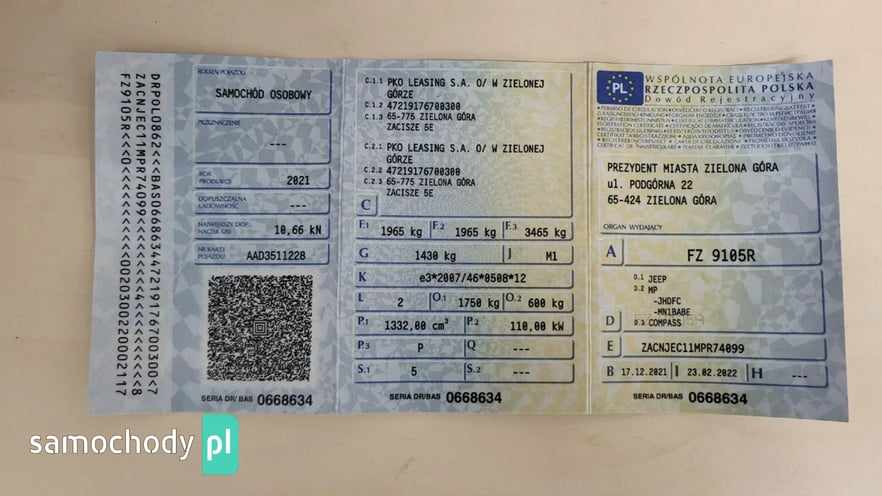 DRPOL0862<<BAS0668634472191767003 00<7
ZACNJEC11MPR74099<<<<<<<4<<<<<<<8
FZ9105R<<<0<<<<<<<<<00203002200021 17
RODZAJ POJAZDU
SAMOCHÓD OSOBOWY
PRZEZNACZENIE
---
ROK PRODUKCJI 2021
DOPUSZCZALNA ŁADOWNOŚĆ ---
NAJWIĘKSZY DOP. NACISK OSI 10,66 kN
NR KARTY POJAZDU AAD3511228
SERIA DR/BAS 0668634
C.1.1 PKO LEASING S.A. O/ W ZIELONEJ
GÓRZE
C.1.2 47219176700300
C.1.3 65-775 ZIELONA GÓRA
ZACISZE 5E
C.2.1 PKO LEASING S.A. O/ W ZIELONEJ
GÓRZE
C.2.2 47219176700300
C.2.3 65-775 ZIELONA GÓRA
ZACISZE 5E
C
F.1 1965 kg F.2 1965 kg F.3 3465 kg
G 1430 kg J M1
K e3*2007/46*0508*12
L 2 O.1 1750 kg O.2 600 kg
P.1 1332,00 cm³ P.2 110,00 kW
P.3 P Q ---
S.1 5 S.2 ---
SERIA DR/BAS 0668634
PL
WSPÓLNOTA EUROPEJSKA
RZECZPOSPOLITA POLSKA
Dowód Rejestracyjny
PREZYDENT MIASTA ZIELONA GÓRA
ul. PODGÓRNA 22
65-424 ZIELONA GÓRA
ORGAN WYDAJĄCY
A FZ 9105R
D.1 JEEP
D.2 MP
-JHDFC
-MN1BABE
D D.3 COMPASS
E ZACNJEC11MPR74099
B 17.12.2021 I 23.02.2022 H ---
SERIA DR/BAS 0668634
samochody pl